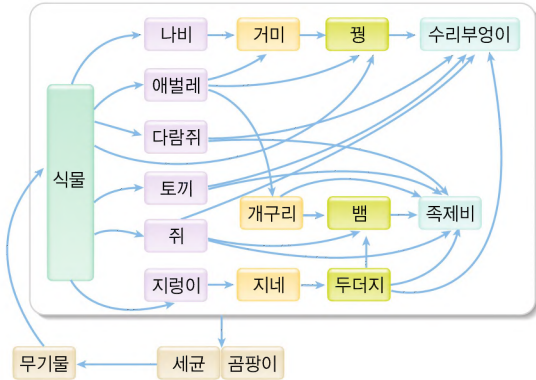 나비 거미 꿩 수리부엉이
애벌레
다람쥐
식물
토끼
개구리 뱀 족제비
쥐
지렁이 지네 두더지
무기물 세균 곰팡이